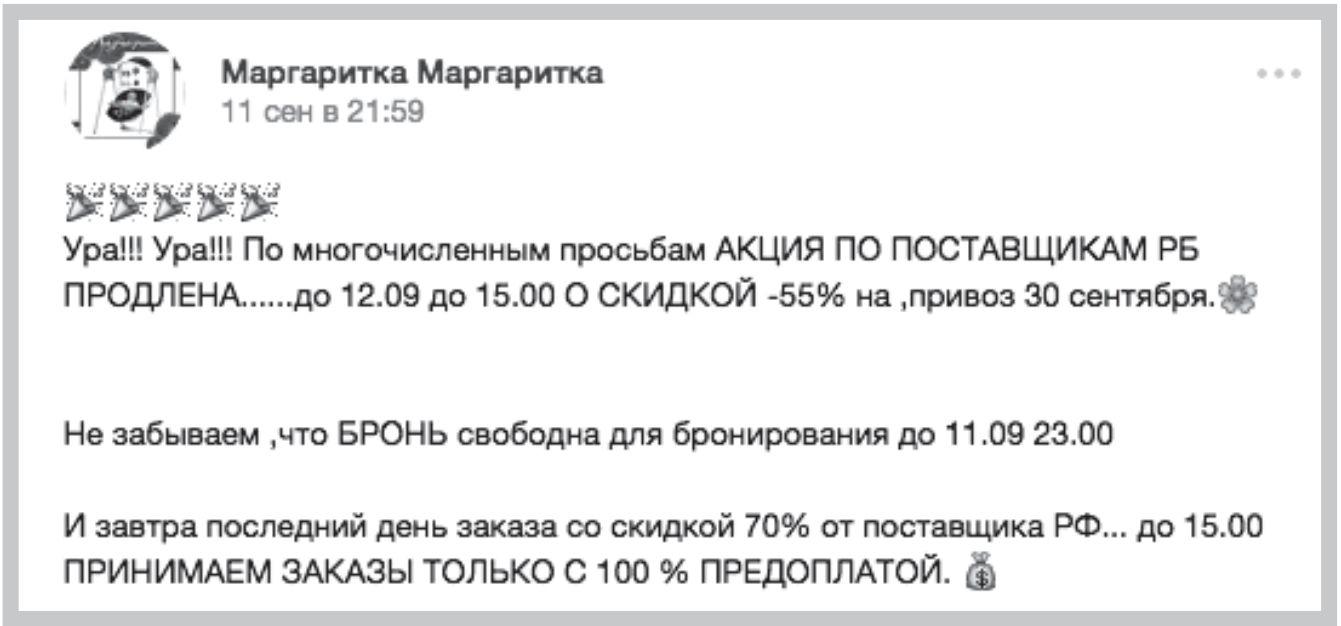 Маргаритка Маргаритка
11 сен в 21:59
Ура!!! Ура!!! По многочисленным просьбам АКЦИЯ ПО ПОСТАВЩИКАМ РБ
ПРОДЛЕНА......до 12.09 до 15.00 О СКИДКОЙ -55% на ,привоз 30 сентября.
Не забываем ,что БРОНЬ свободна для бронирования до 11.09 23.00
И завтра последний день заказа со скидкой 70% от поставщика РФ... до 15.00
ПРИНИМАЕМ ЗАКАЗЫ ТОЛЬКО С 100 % ПРЕДОПЛАТОЙ.